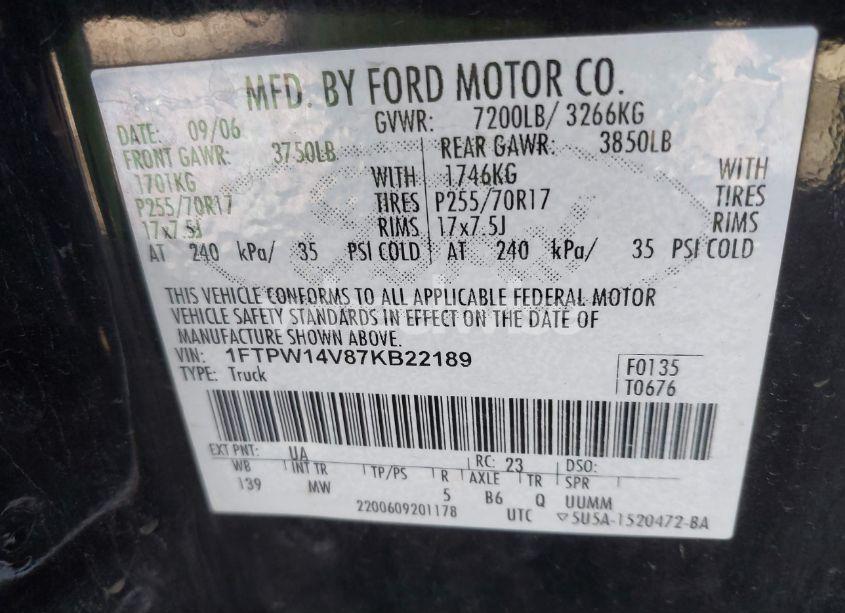 MFD. BY FORD MOTOR CO.
DATE: 09/06 GVWR: 7200LB/ 3266KG
FRONT GAWR: 3750LB REAR GAWR: 3850LB
1701KG WITH 1746KG WITH
P255/70R17 TIRES P255/70R17 TIRES
17x7.5J RIMS 17x7.5J RIMS
AT 240 kPa/ 35 PSI COLD AT 240 kPa/ 35 PSI COLD
THIS VEHICLE CONFORMS TO ALL APPLICABLE FEDERAL MOTOR
VEHICLE SAFETY STANDARDS IN EFFECT ON THE DATE OF
MANUFACTURE SHOWN ABOVE.
VIN: 1FTPW14V87KB22189 F0135
TYPE: Truck T0676
EXT PNT: UA RC: 23 DSO:
WB INT TR TP/PS R AXLE TR SPR
139 MW 5 B6 Q UUMM
2200609201178 UTC 5U5A-1520472-BA